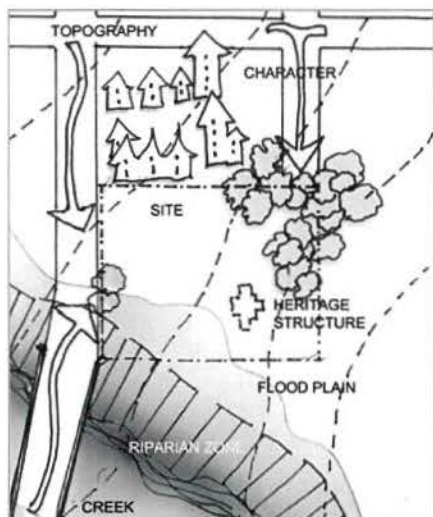 TOPOGRAPHY
CHARACTER
SITE
HERITAGE
STRUCTURE
FLOOD PLAIN
RIPARIAN ZONE
CREEK